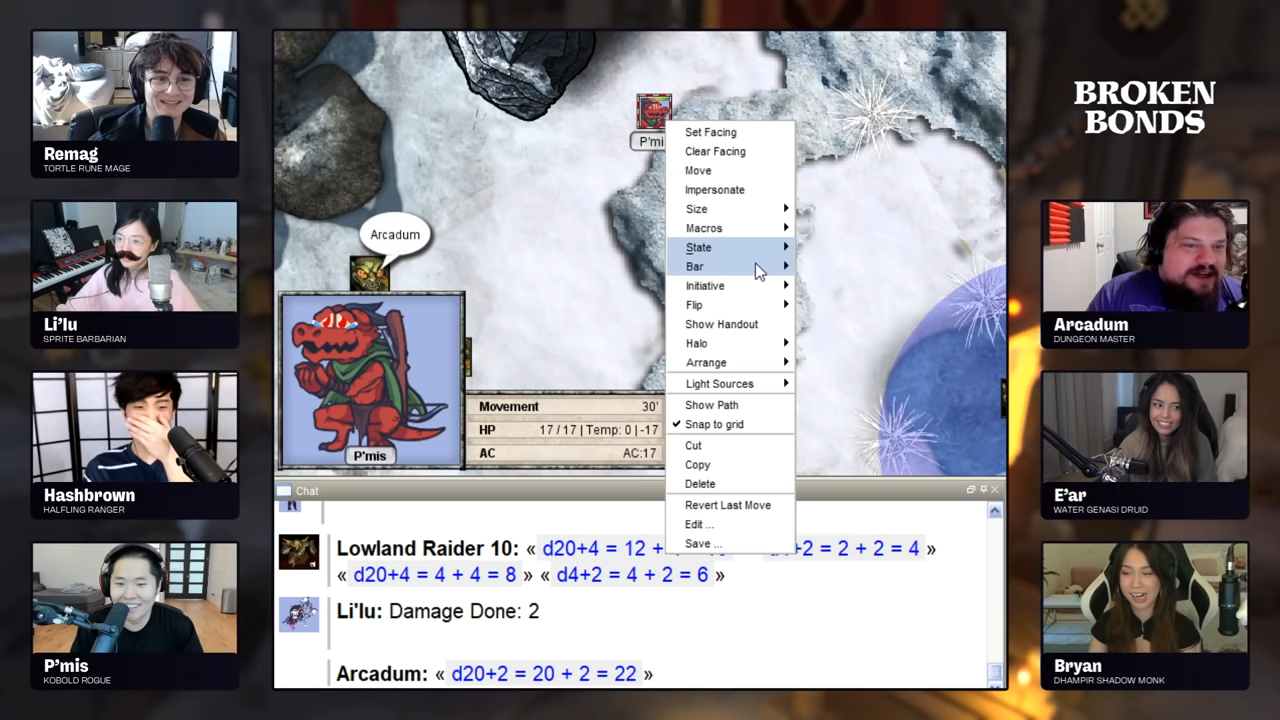 Remag
TORTLE RUNE MAGE
Li'lu
SPRITE BARBARIAN
Hashbrown
HALFLING RANGER
P'mis
KOBOLD ROGUE
P'mi
Arcadum
P'mis
Movement 30'
HP 17 / 17 | Temp: 0 | -17
AC AC:17
Set Facing
Clear Facing
Move
Impersonate
Size
Macros
State
Bar
Initiative
Flip
Show Handout
Halo
Arrange
Light Sources
Show Path
Snap to grid
Cut
Copy
Delete
Revert Last Move
Edit ...
Save ...
Chat
Lowland Raider 10: « d20+4 = 12 + +2 = 2 + 2 = 4 »
« d20+4 = 4 + 4 = 8 » « d4+2 = 4 + 2 = 6 »
Li'lu: Damage Done: 2
Arcadum: « d20+2 = 20 + 2 = 22 »
BROKEN
BONDS
Arcadum
DUNGEON MASTER
E'ar
WATER GENASI DRUID
Bryan
DHAMPIR SHADOW MONK